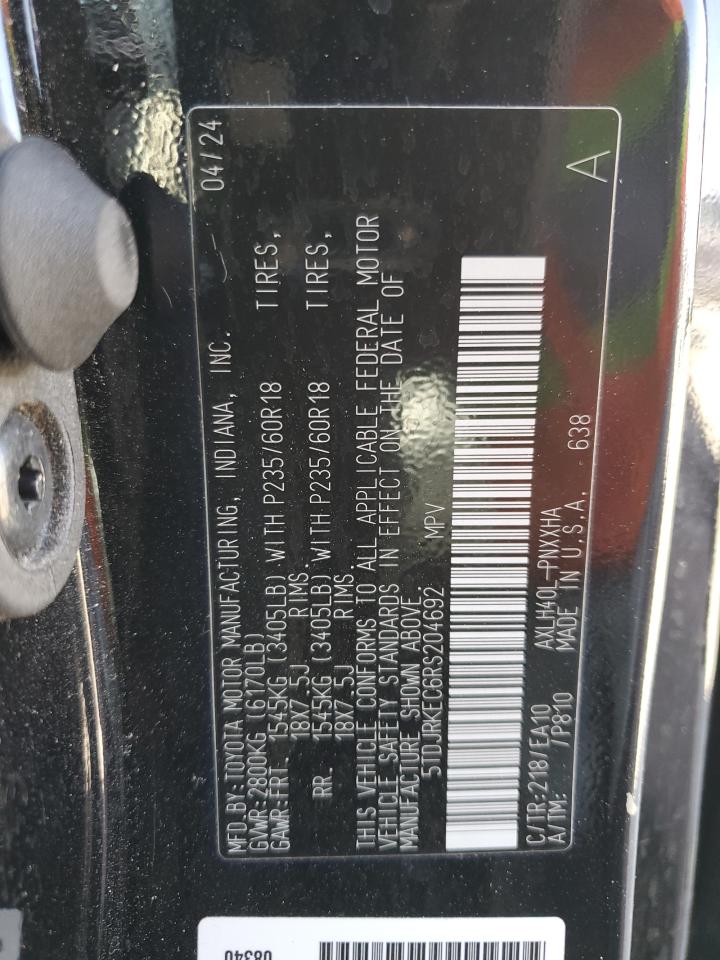 MFD.BY:TOYOTA MOTOR MANUFACTURING, INDIANA, INC. 04/24
GVWR:2800KG (6170LB)
GAWR:FRT. 1545KG (3405LB) WITH P235/60R18 TIRES,
18X7.5J RIMS.
RR. 1545KG (3405LB) WITH P235/60R18 TIRES,
18X7.5J RIMS
THIS VEHICLE CONFORMS TO ALL APPLICABLE FEDERAL MOTOR
VEHICLE SAFETY STANDARDS IN EFFECT ON THE DATE OF
MANUFACTURE SHOWN ABOVE.
5TDJRKEC6RS204692 MPV
C/TR:218/EA10 AXLH40L-PNXXHA
A/TM: /P810 MADE IN U.S.A. 638 A
08340